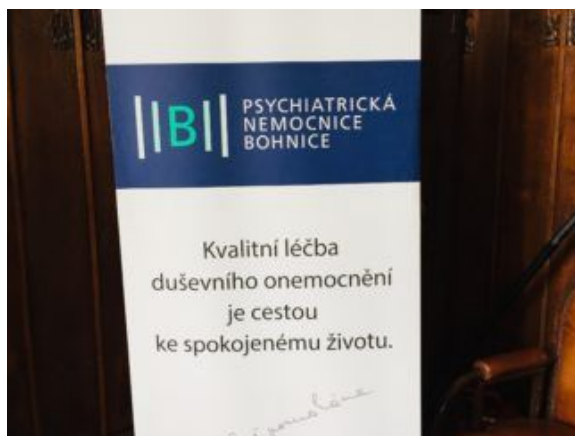 B
PSYCHIATRICKÁ
NEMOCNICE
BOHNICE
Kvalitní léčba
duševního onemocnění
je cestou
ke spokojenému životu.